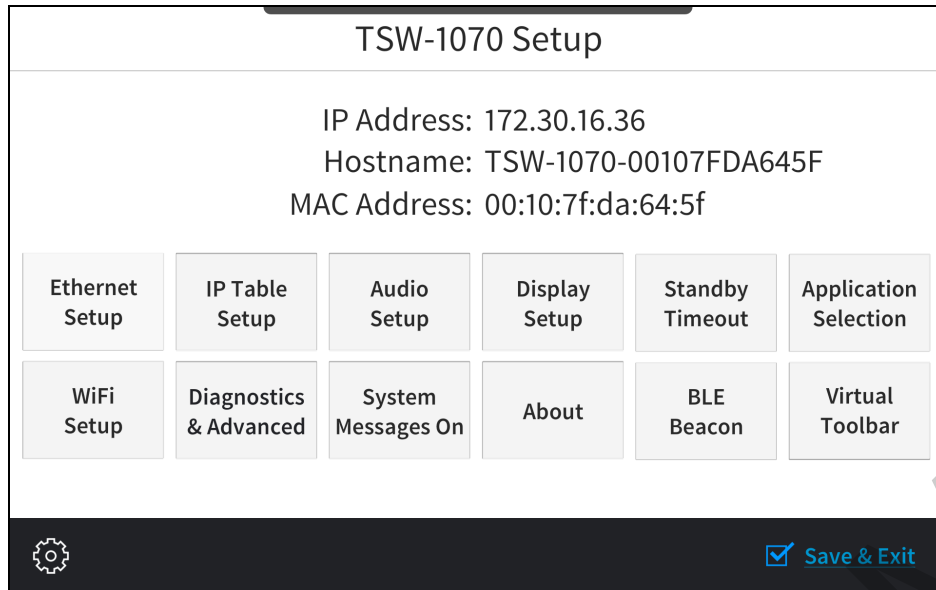 TSW-1070 Setup
IP Address: 172.30.16.36
Hostname: TSW-1070-00107FDA645F
MAC Address: 00:10:7f:da:64:5f
Ethernet
Setup
IP Table
Setup
Audio
Setup
Display
Setup
Standby
Timeout
Application
Selection
WiFi
Setup
Diagnostics
& Advanced
System
Messages On
About
BLE
Beacon
Virtual
Toolbar
Save & Exit